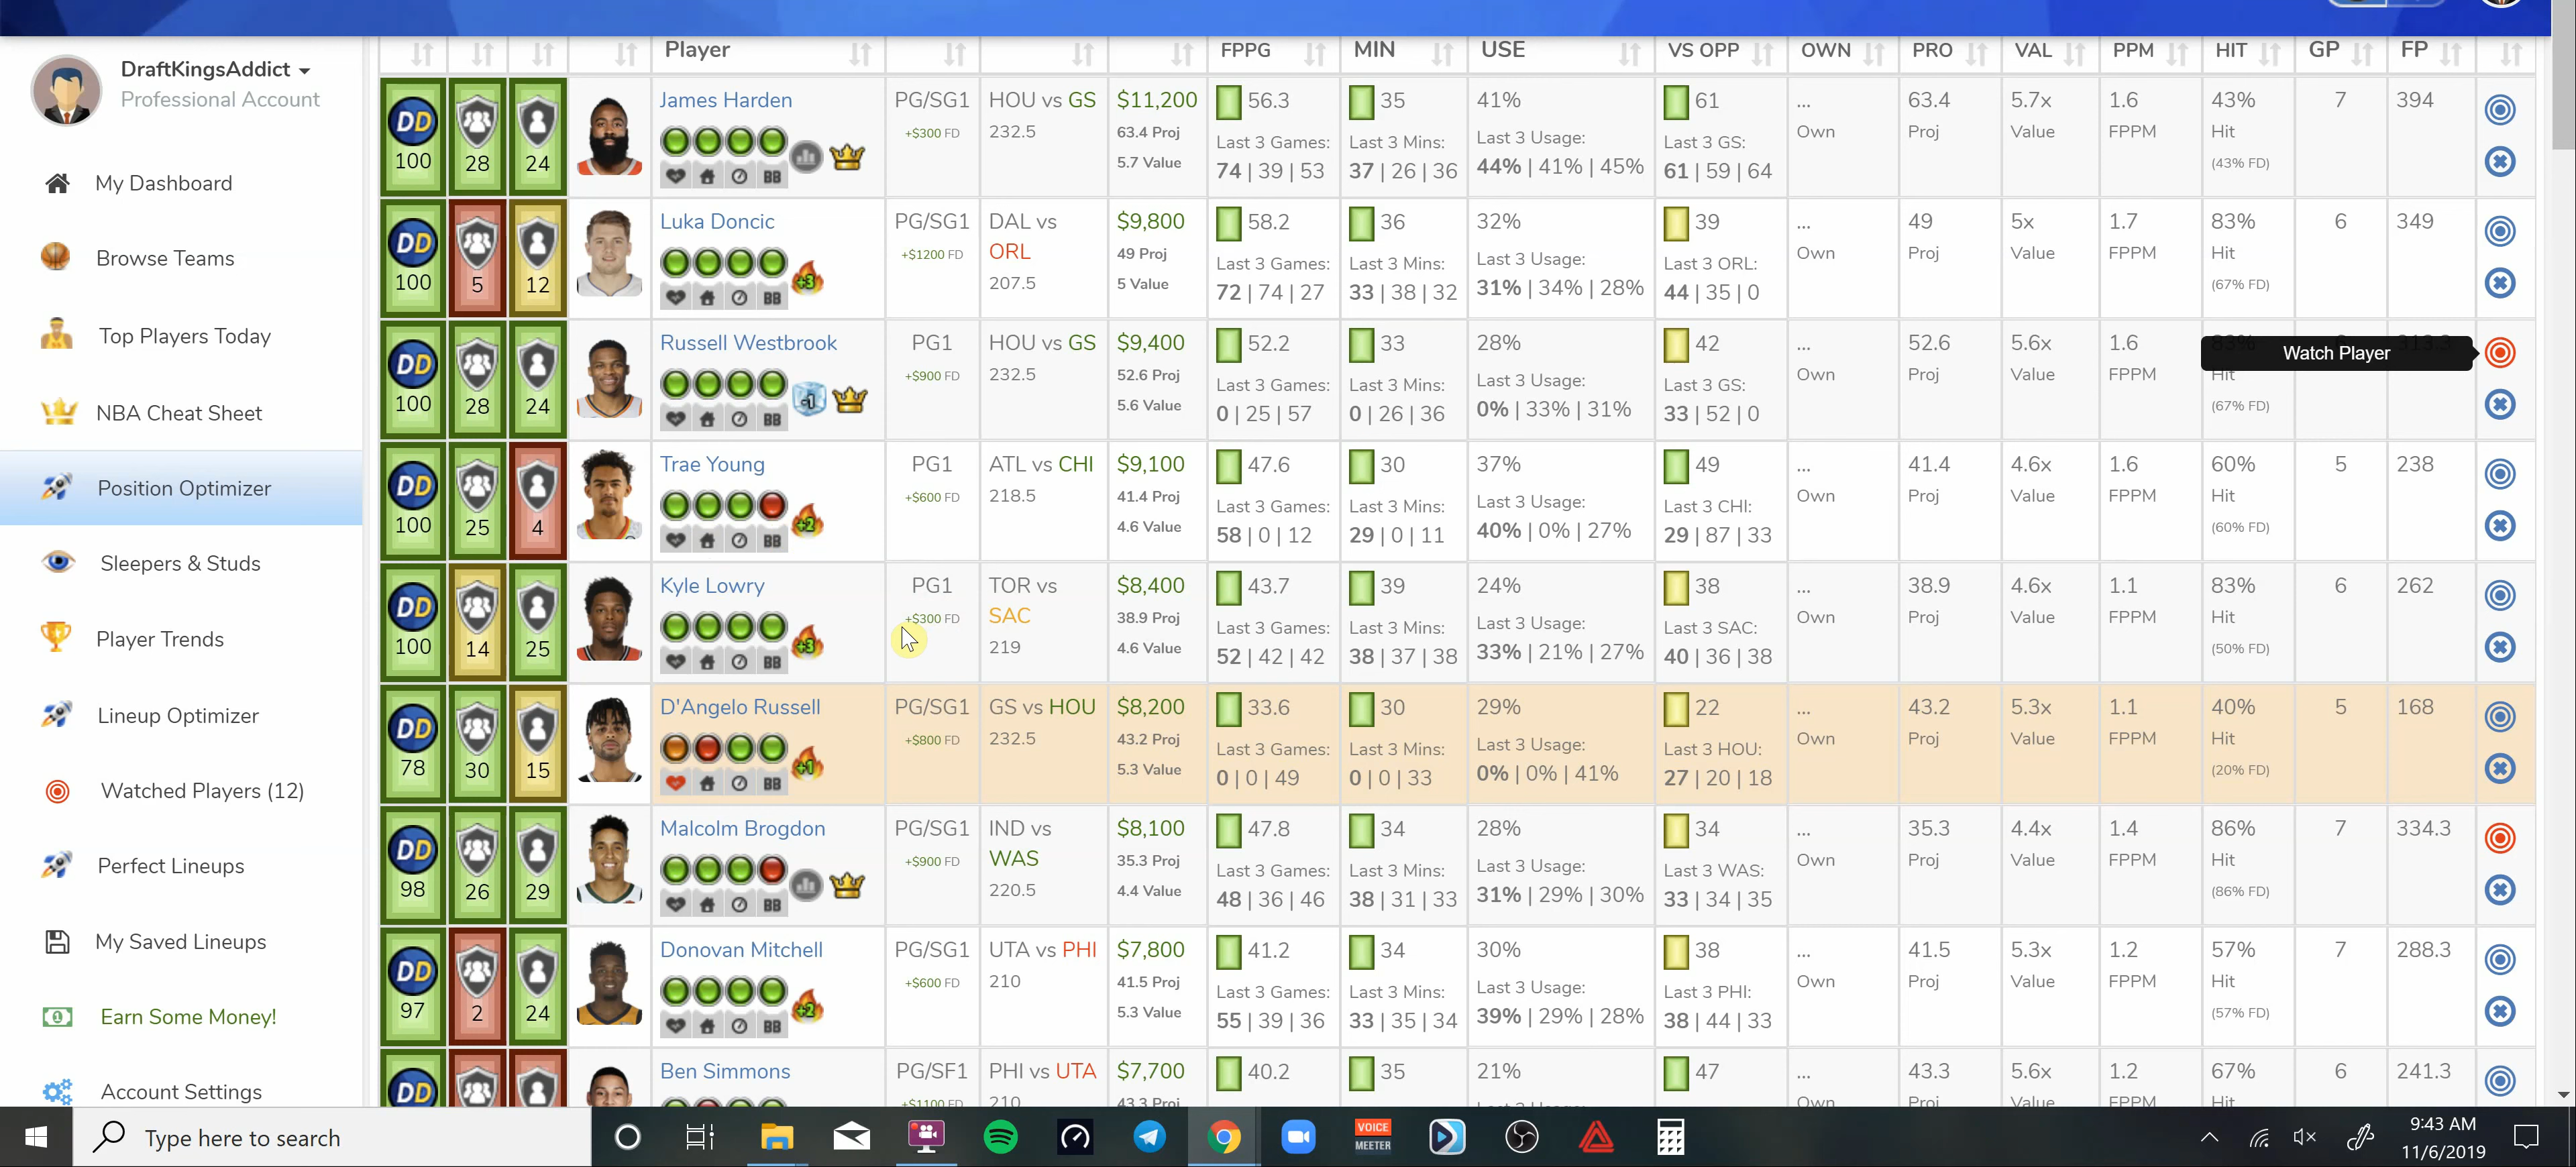 DraftKingsAddict
Professional Account
My Dashboard
Browse Teams
Top Players Today
NBA Cheat Sheet
Position Optimizer
Sleepers & Studs
Player Trends
Lineup Optimizer
Watched Players (12)
Perfect Lineups
My Saved Lineups
Earn Some Money!
Account Settings
Player FPPG MIN USE VS OPP OWN PRO VAL PPM HIT GP FP
DD 28 24 James Harden PG/SG1 HOU vs GS $11,200 56.3 35 41% 61 ... 63.4 5.7x 1.6 43% 7 394
+$300 FD 232.5 63.4 Proj Own Proj Value FPPM Hit
100 Last 3 Games: Last 3 Mins: Last 3 Usage: Last 3 GS:
BB 5.7 Value 74 | 39 | 53 37 | 26 | 36 44% | 41% | 45% 61 | 59 | 64 (43% FD)
DD 5 12 Luka Doncic PG/SG1 DAL vs $9,800 58.2 36 32% 39 ... 49 5x 1.7 83% 6 349
+$1200 FD ORL 49 Proj Own Proj Value FPPM Hit
100 +3 Last 3 Games: Last 3 Mins: Last 3 Usage: Last 3 ORL:
BB 207.5 5 Value 72 | 74 | 27 33 | 38 | 32 31% | 34% | 28% 44 | 35 | 0 (67% FD)
DD 28 24 Russell Westbrook PG1 HOU vs GS $9,400 52.2 33 28% 42 ... 52.6 5.6x 1.6 Watch Player
+$900 FD 232.5 52.6 Proj Own Proj Value FPPM Hit
100 -1 Last 3 Games: Last 3 Mins: Last 3 Usage: Last 3 GS:
BB 5.6 Value 0 | 25 | 57 0 | 26 | 36 0% | 33% | 31% 33 | 52 | 0 (67% FD)
DD 25 4 Trae Young PG1 ATL vs CHI $9,100 47.6 30 37% 49 ... 41.4 4.6x 1.6 60% 5 238
+$600 FD 218.5 41.4 Proj Own Proj Value FPPM Hit
100 +2 Last 3 Games: Last 3 Mins: Last 3 Usage: Last 3 CHI:
BB 4.6 Value 58 | 0 | 12 29 | 0 | 11 40% | 0% | 27% 29 | 87 | 33 (60% FD)
DD 14 25 Kyle Lowry PG1 TOR vs $8,400 43.7 39 24% 38 ... 38.9 4.6x 1.1 83% 6 262
+$300 FD SAC 38.9 Proj Own Proj Value FPPM Hit
100 +3 Last 3 Games: Last 3 Mins: Last 3 Usage: Last 3 SAC:
BB 219 4.6 Value 52 | 42 | 42 38 | 37 | 38 33% | 21% | 27% 40 | 36 | 38 (50% FD)
DD 30 15 D'Angelo Russell PG/SG1 GS vs HOU $8,200 33.6 30 29% 22 ... 43.2 5.3x 1.1 40% 5 168
+$800 FD 232.5 43.2 Proj Own Proj Value FPPM Hit
78 +1 Last 3 Games: Last 3 Mins: Last 3 Usage: Last 3 HOU:
BB 5.3 Value 0 | 0 | 49 0 | 0 | 33 0% | 0% | 41% 27 | 20 | 18 (20% FD)
DD 26 29 Malcolm Brogdon PG/SG1 IND vs $8,100 47.8 34 28% 34 ... 35.3 4.4x 1.4 86% 7 334.3
+$900 FD WAS 35.3 Proj Own Proj Value FPPM Hit
98 Last 3 Games: Last 3 Mins: Last 3 Usage: Last 3 WAS:
BB 220.5 4.4 Value 48 | 36 | 46 38 | 31 | 33 31% | 29% | 30% 33 | 34 | 35 (86% FD)
DD 2 24 Donovan Mitchell PG/SG1 UTA vs PHI $7,800 41.2 34 30% 38 ... 41.5 5.3x 1.2 57% 7 288.3
+$600 FD 210 41.5 Proj Own Proj Value FPPM Hit
97 +2 Last 3 Games: Last 3 Mins: Last 3 Usage: Last 3 PHI:
BB 5.3 Value 55 | 39 | 36 33 | 35 | 34 39% | 29% | 28% 38 | 44 | 33 (57% FD)
DD Ben Simmons PG/SF1 PHI vs UTA $7,700 40.2 35 21% 47 ... 43.3 5.6x 1.2 67% 6 241.3
+$1100 FD 210 43.3 Proj Own Proj Value FPPM Hit
Type here to search
VOICE
MEETER
9:43 AM
11/6/2019